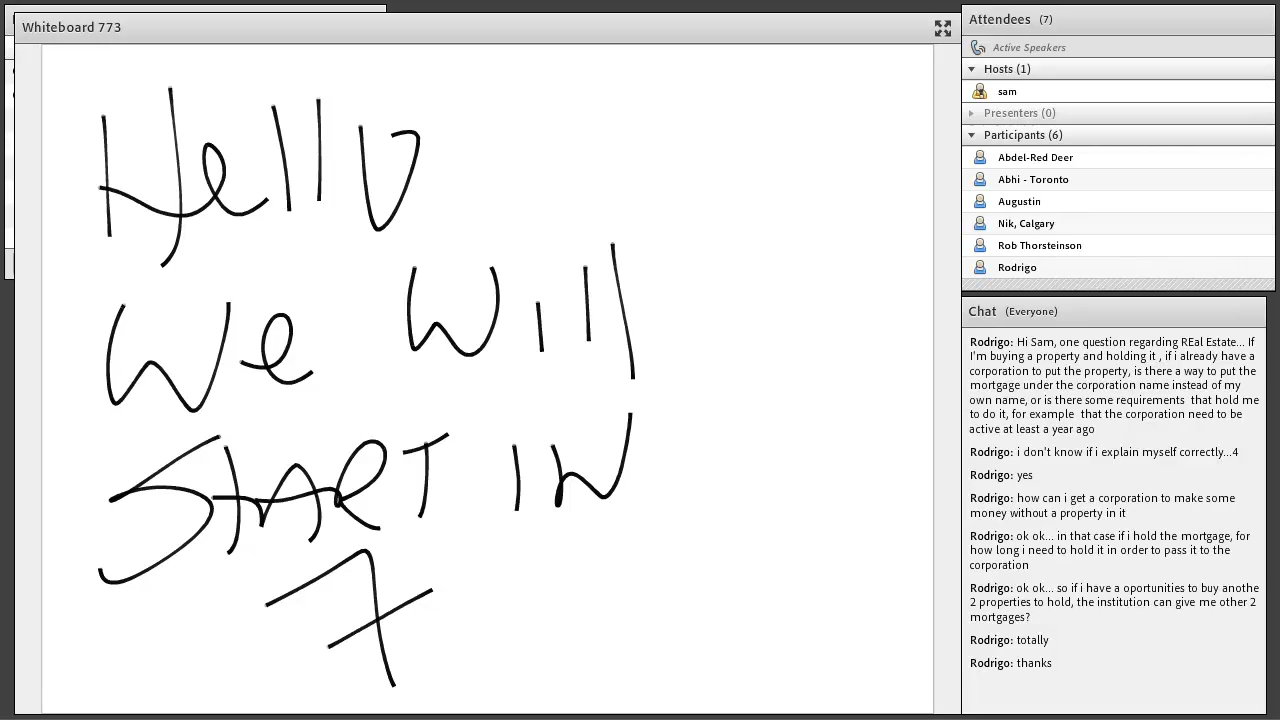 Whiteboard 773
Hello
We Will
START IN
7
Attendees (7)
Active Speakers
Hosts (1)
sam
Presenters (0)
Participants (6)
Abdel-Red Deer
Abhi - Toronto
Augustin
Nik, Calgary
Rob Thorsteinson
Rodrigo
Chat (Everyone)
Rodrigo: Hi Sam, one question regarding REal Estate... If
I'm buying a property and holding it , if i already have a
corporation to put the property, is there a way to put the
mortgage under the corporation name instead of my
own name, or is there some requirements that hold me
to do it, for example that the corporation need to be
active at least a year ago
Rodrigo: i don't know if i explain myself correctly...4
Rodrigo: yes
Rodrigo: how can i get a corporation to make some
money without a property in it
Rodrigo: ok ok... in that case if i hold the mortgage, for
how long i need to hold it in order to pass it to the
corporation
Rodrigo: ok ok... so if i have a oportunities to buy anothe
2 properties to hold, the institution can give me other 2
mortgages?
Rodrigo: totally
Rodrigo: thanks